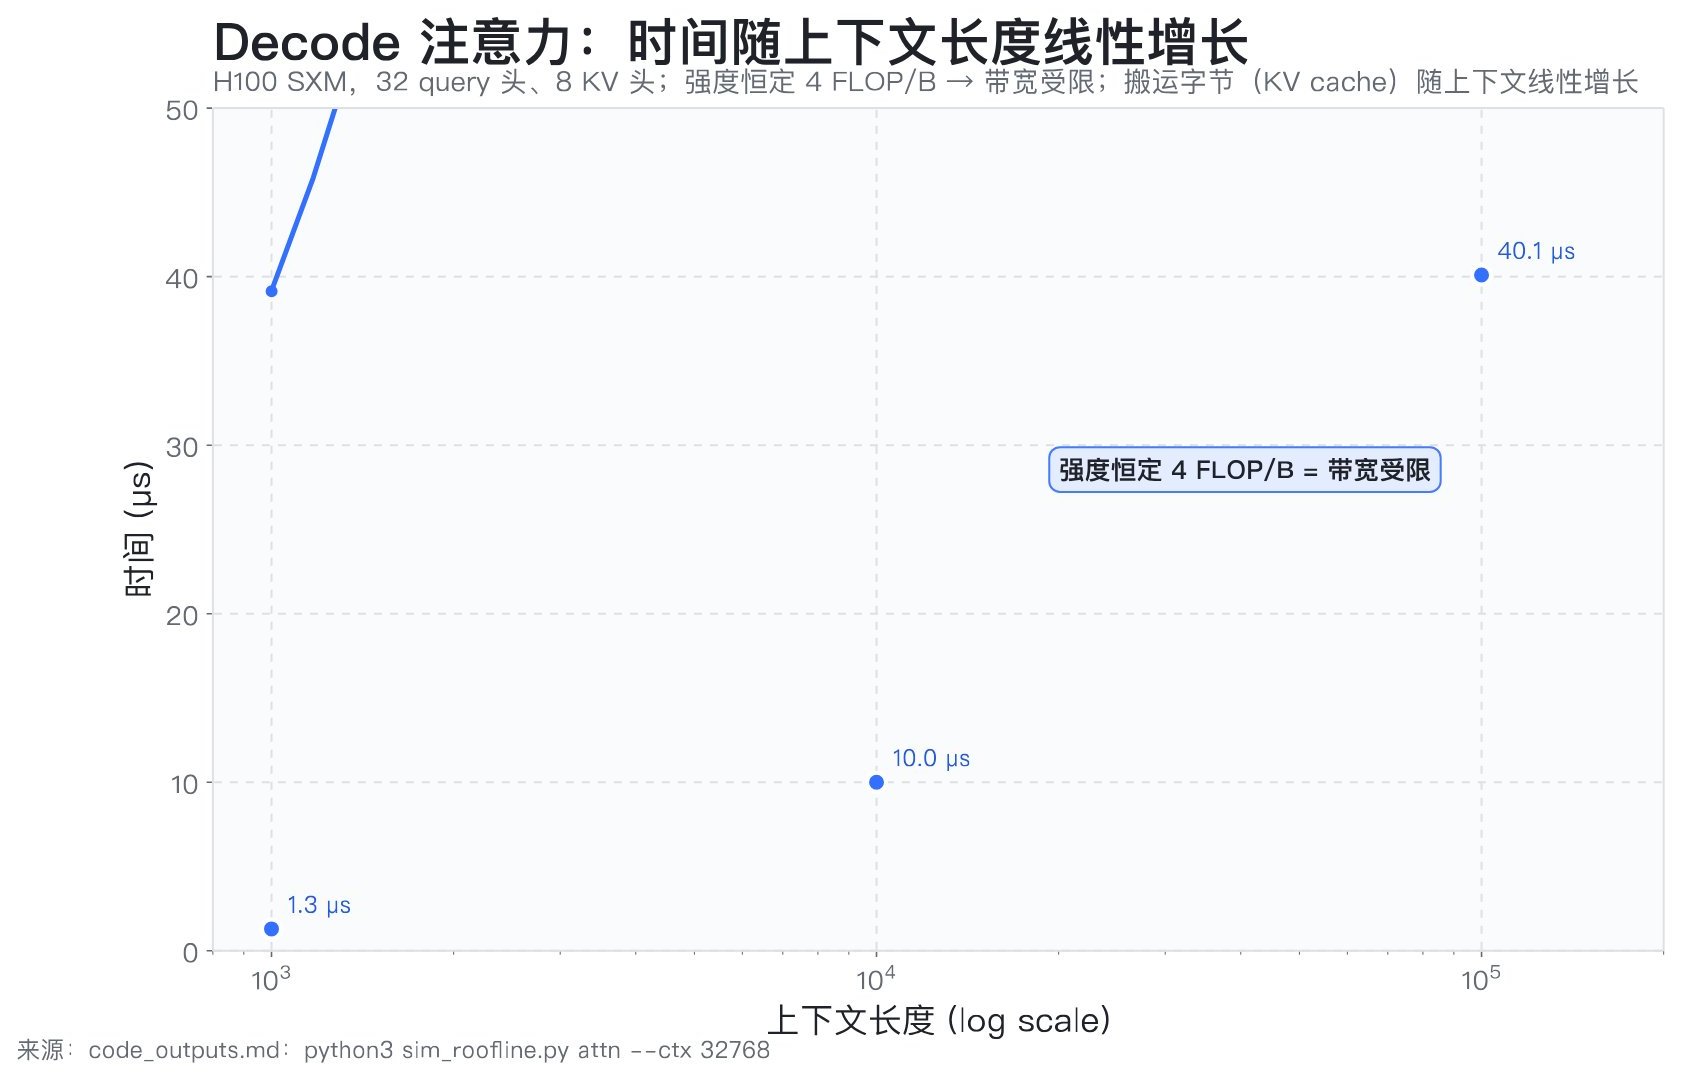 Decode 注意力：时间随上下文长度线性增长
H100 SXM，32 query 头、8 KV 头；强度恒定 4 FLOP/B → 带宽受限；搬运字节（KV cache）随上下文线性增长
50
40
30
20
10
0
时间 (μs)
40.1 μs
强度恒定 4 FLOP/B = 带宽受限
10.0 μs
1.3 μs
10³
10⁴
10⁵
上下文长度 (log scale)
来源：code_outputs.md：python3 sim_roofline.py attn --ctx 32768